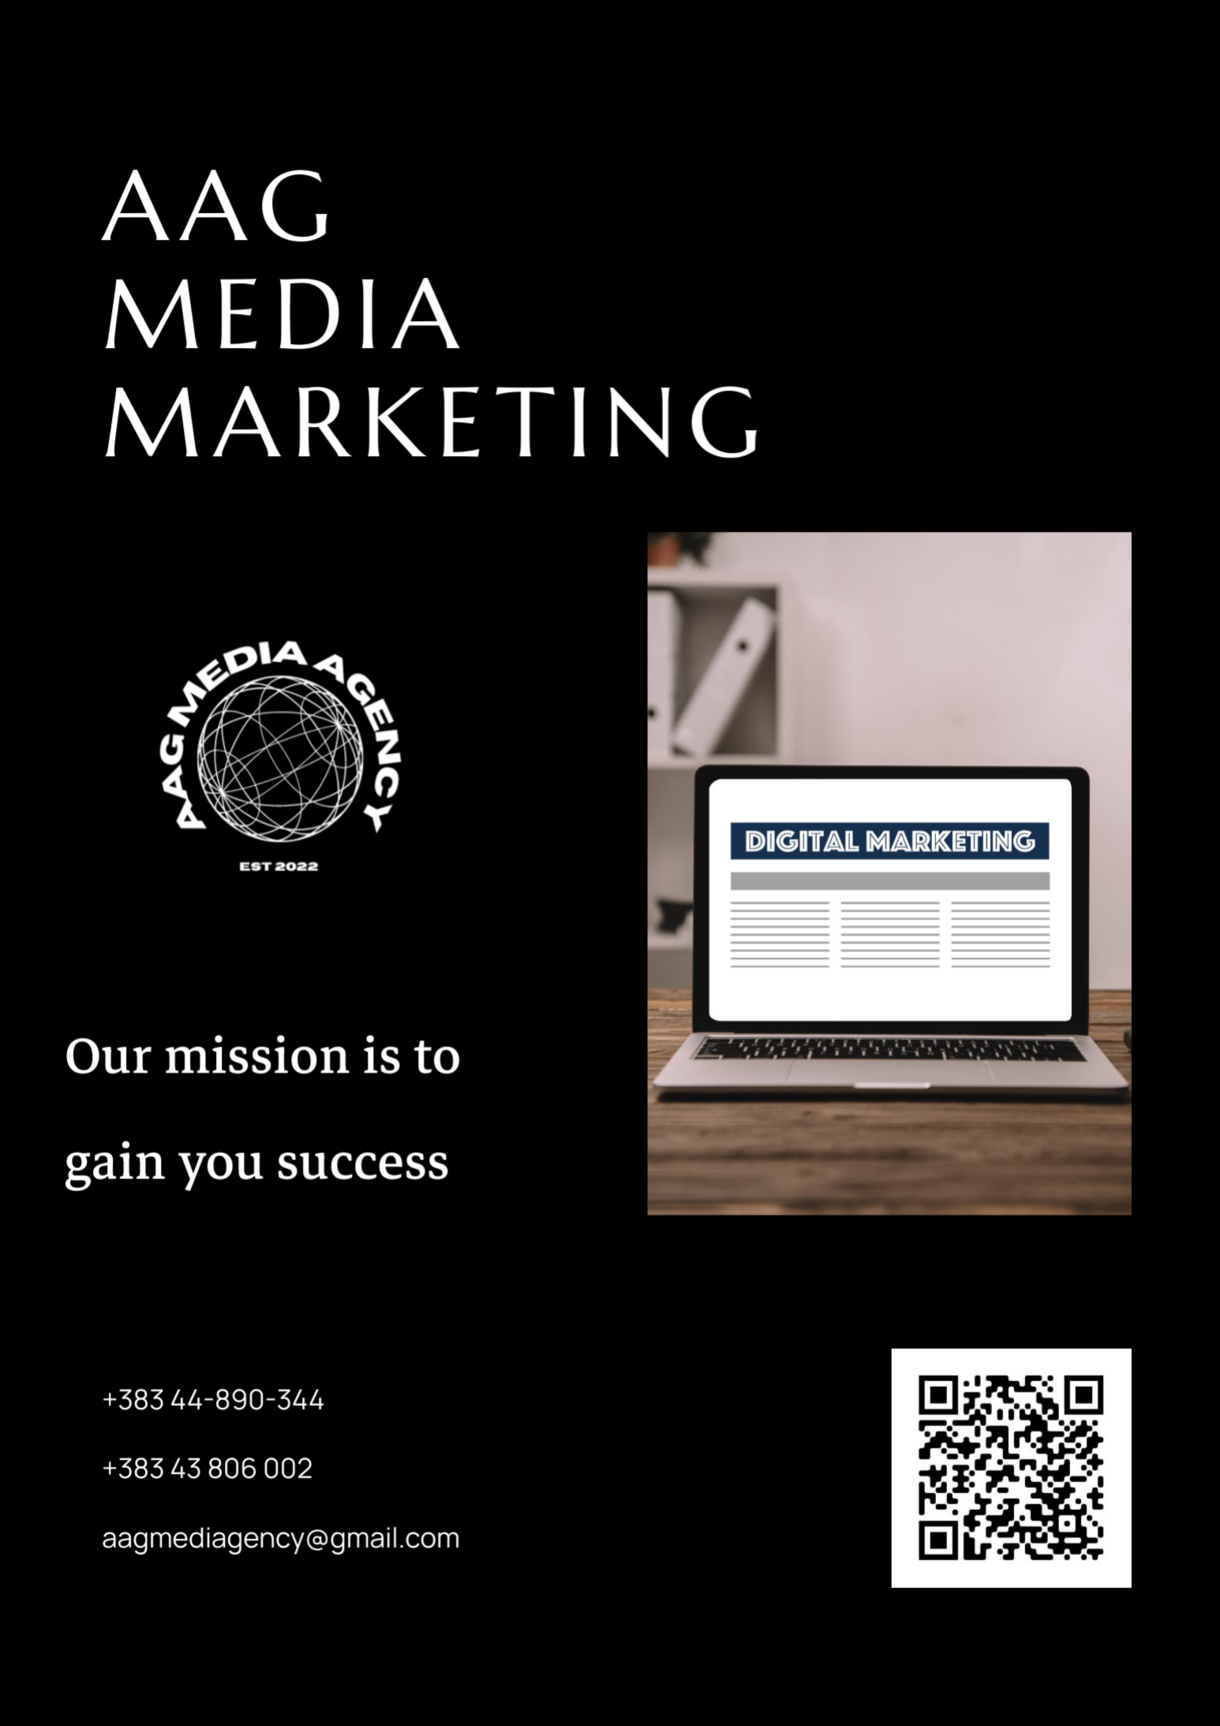 AAG
MEDIA
MARKETING
AAG MEDIA AGENCY
EST 2022
DIGITAL MARKETING
Our mission is to
gain you success
+383 44-890-344
+383 43 806 002
aagmediagency@gmail.com